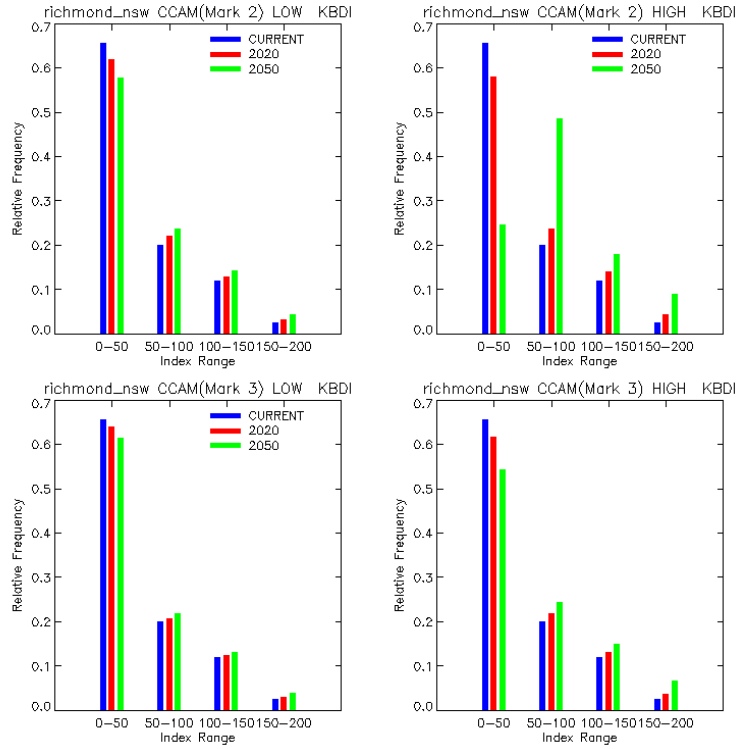 richmond_nsw CCAM(Mark 2) LOW KBDI
0.7
0.6
0.5
0.4
0.3
0.2
0.1
0.0
Relative Frequency
CURRENT
2020
2050
0-50 50-100 100-150 150-200
Index Range
richmond_nsw CCAM(Mark 2) HIGH KBDI
0.7
0.6
0.5
0.4
0.3
0.2
0.1
0.0
Relative Frequency
CURRENT
2020
2050
0-50 50-100 100-150 150-200
Index Range
richmond_nsw CCAM(Mark 3) LOW KBDI
0.7
0.6
0.5
0.4
0.3
0.2
0.1
0.0
Relative Frequency
CURRENT
2020
2050
0-50 50-100 100-150 150-200
Index Range
richmond_nsw CCAM(Mark 3) HIGH KBDI
0.7
0.6
0.5
0.4
0.3
0.2
0.1
0.0
Relative Frequency
CURRENT
2020
2050
0-50 50-100 100-150 150-200
Index Range